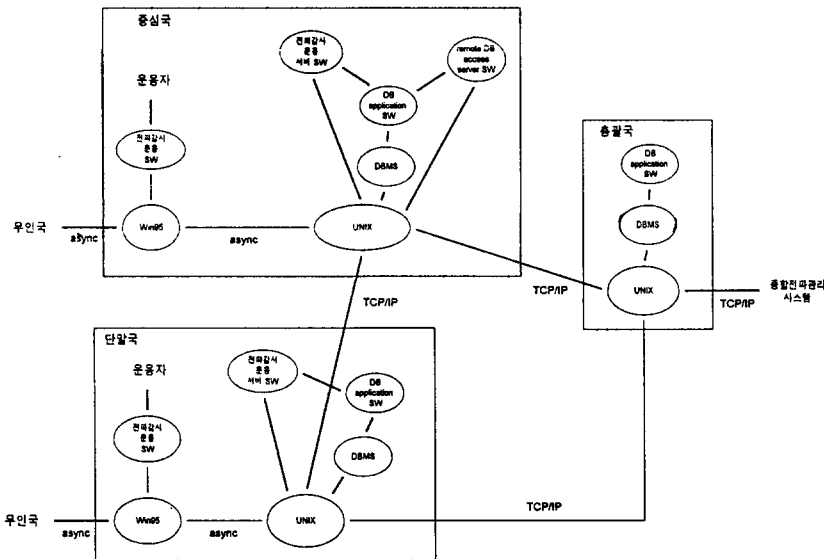 중심국
전파감시
운용
서버 SW
remote DB
access
server SW
운용자
DB
application
SW
전파감시
운용
SW
DBMS
무인국
async
Win95
async
UNIX
총괄국
DB
application
SW
DBMS
UNIX
TCP/IP
TCP/IP
TCP/IP
종합전파관리
시스템
단말국
운용자
전파감시
운용
서버 SW
DB
application
SW
전파감시
운용
SW
DBMS
무인국
async
Win95
async
UNIX
TCP/IP